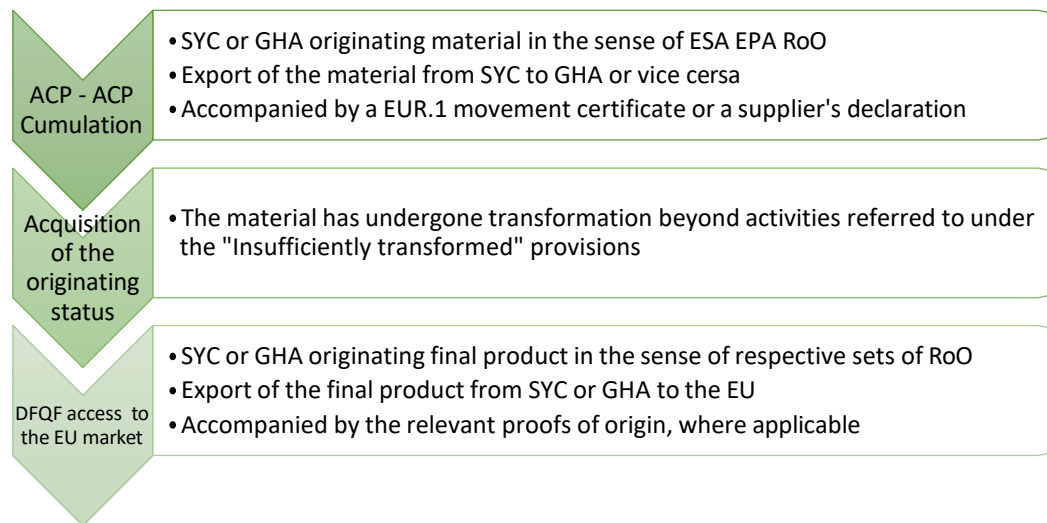 ACP - ACP
Cumulation
• SYC or GHA originating material in the sense of ESA EPA RoO
• Export of the material from SYC to GHA or vice cersa
• Accompanied by a EUR.1 movement certificate or a supplier's declaration
Acquisition
of the
originating
status
• The material has undergone transformation beyond activities referred to under
the "Insufficiently transformed" provisions
DFQF access to
the EU market
• SYC or GHA originating final product in the sense of respective sets of RoO
• Export of the final product from SYC or GHA to the EU
• Accompanied by the relevant proofs of origin, where applicable